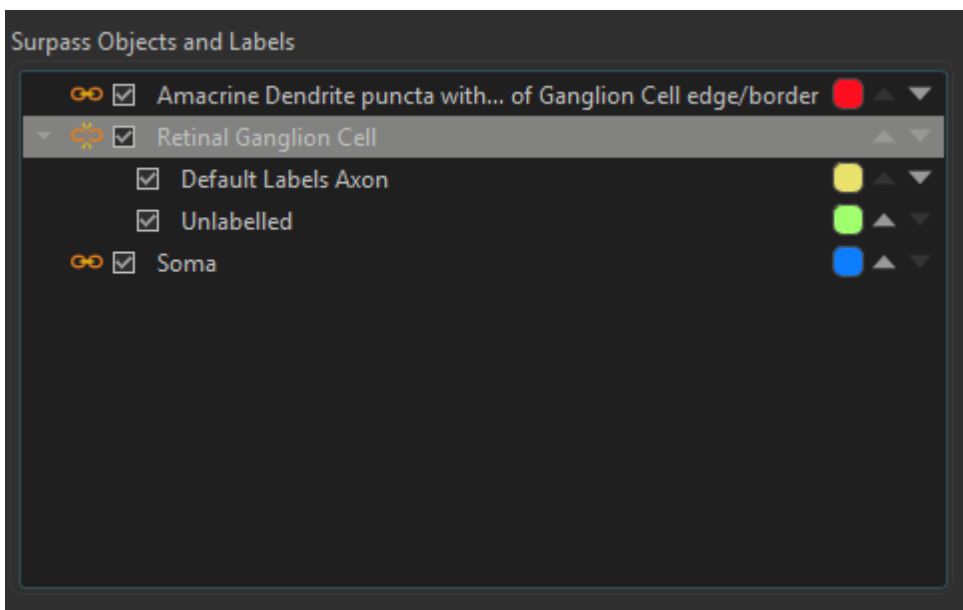 Surpass Objects and Labels
Amacrine Dendrite puncta with... of Ganglion Cell edge/border
Retinal Ganglion Cell
Default Labels Axon
Unlabelled
Soma